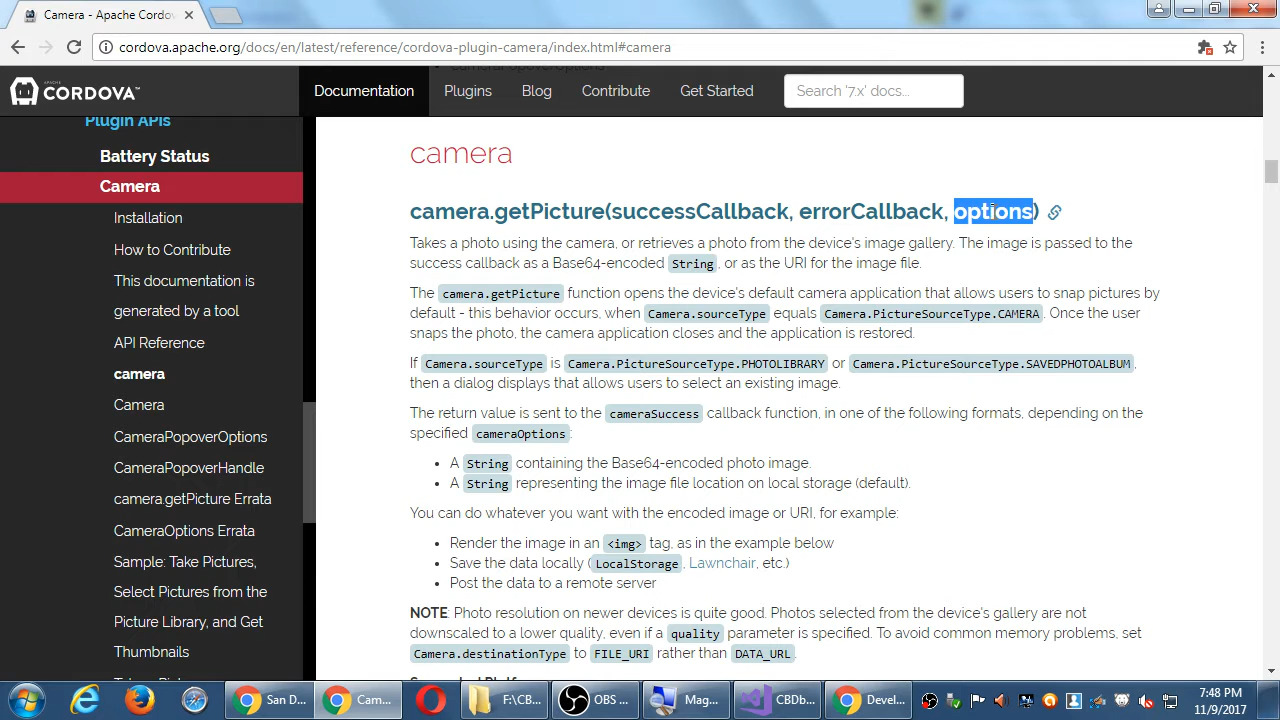 Camera - Apache Cordo
cordova.apache.org/docs/en/latest/reference/cordova-plugin-camera/index.html#camera
APACHE
CORDOVA™
Documentation
Plugins
Blog
Contribute
Get Started
Search '7.x' docs...
Plugin APIs
Battery Status
Camera
Installation
How to Contribute
This documentation is
generated by a tool
API Reference
camera
Camera
CameraPopoverOptions
CameraPopoverHandle
camera.getPicture Errata
CameraOptions Errata
Sample: Take Pictures,
Select Pictures from the
Picture Library, and Get
Thumbnails
camera
camera.getPicture(successCallback, errorCallback, options)
Takes a photo using the camera, or retrieves a photo from the device's image gallery. The image is passed to the
success callback as a Base64-encoded String, or as the URI for the image file.
The camera.getPicture function opens the device's default camera application that allows users to snap pictures by
default - this behavior occurs, when Camera.sourceType equals Camera.PictureSourceType.CAMERA. Once the user
snaps the photo, the camera application closes and the application is restored.
If Camera.sourceType is Camera.PictureSourceType.PHOTOLIBRARY or Camera.PictureSourceType.SAVEDPHOTOALBUM,
then a dialog displays that allows users to select an existing image.
The return value is sent to the cameraSuccess callback function, in one of the following formats, depending on the
specified cameraOptions:
• A String containing the Base64-encoded photo image.
• A String representing the image file location on local storage (default).
You can do whatever you want with the encoded image or URI, for example:
• Render the image in an <img> tag, as in the example below
• Save the data locally (LocalStorage, Lawnchair, etc.)
• Post the data to a remote server
NOTE: Photo resolution on newer devices is quite good. Photos selected from the device's gallery are not
downscaled to a lower quality, even if a quality parameter is specified. To avoid common memory problems, set
Camera.destinationType to FILE_URI rather than DATA_URL.
San D...
Cam...
F:\CB...
OBS ...
Mag...
CBDb...
Devel...
7:48 PM
11/9/2017